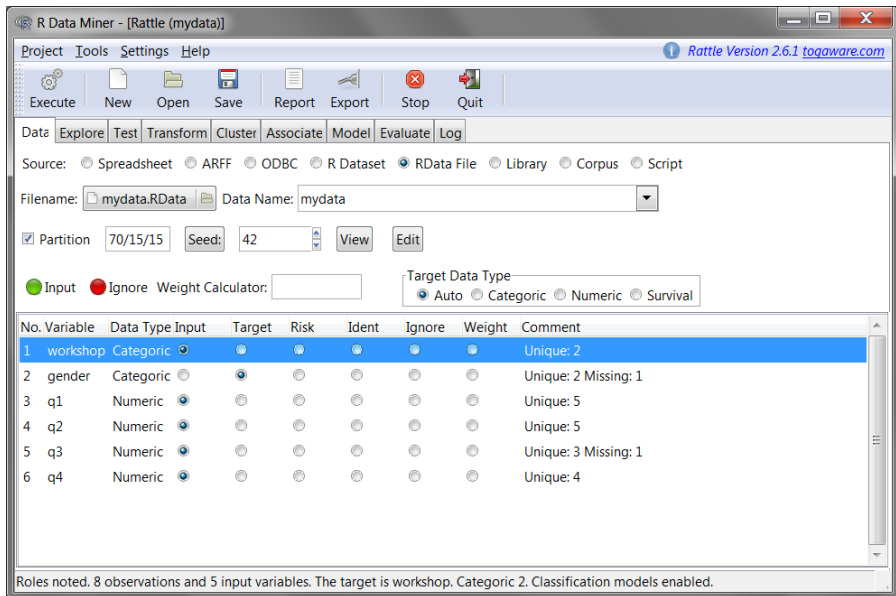 R Data Miner - [Rattle (mydata)]
Project Tools Settings Help Rattle Version 2.6.1 togaware.com
Execute New Open Save Report Export Stop Quit
Data Explore Test Transform Cluster Associate Model Evaluate Log
Source: Spreadsheet ARFF ODBC R Dataset RData File Library Corpus Script
Filename: mydata.RData Data Name: mydata
Partition 70/15/15 Seed: 42 View Edit
Target Data Type
Input Ignore Weight Calculator: Auto Categoric Numeric Survival
No. Variable Data Type Input Target Risk Ident Ignore Weight Comment
1 workshop Categoric Unique: 2
2 gender Categoric Unique: 2 Missing: 1
3 q1 Numeric Unique: 5
4 q2 Numeric Unique: 5
5 q3 Numeric Unique: 3 Missing: 1
6 q4 Numeric Unique: 4
Roles noted. 8 observations and 5 input variables. The target is workshop. Categoric 2. Classification models enabled.